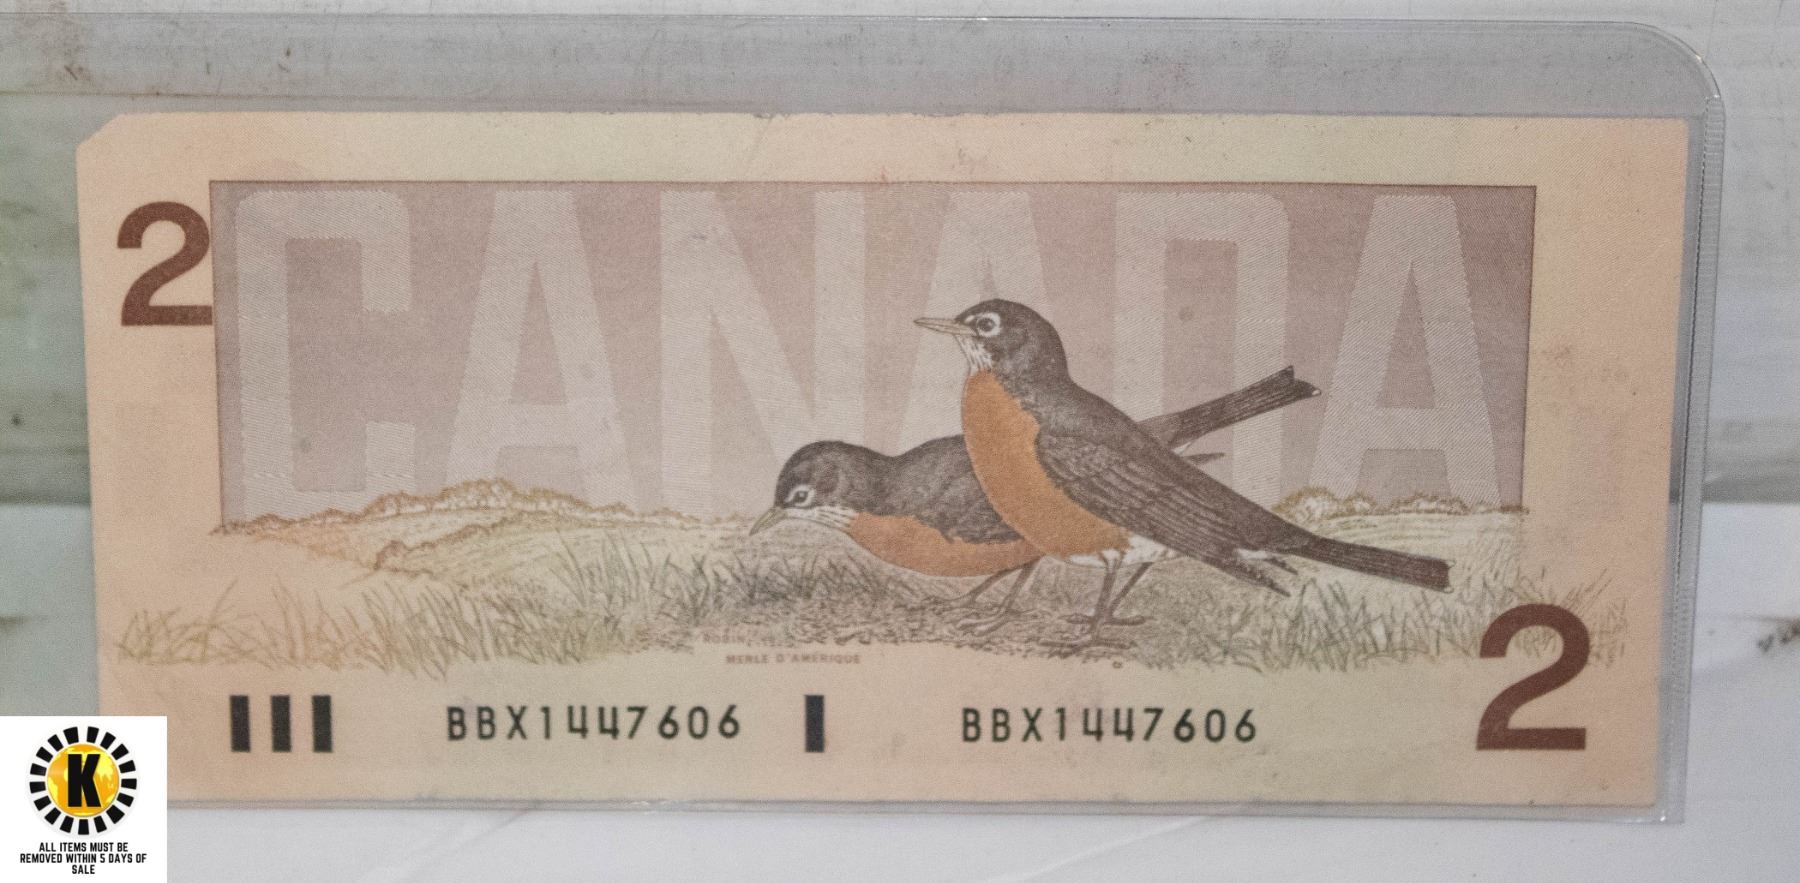 2
CANADA
ROBIN
MERLE D'AMÉRIQUE
2
BBX1447606
BBX1447606
K
ALL ITEMS MUST BE
REMOVED WITHIN 5 DAYS OF
SALE